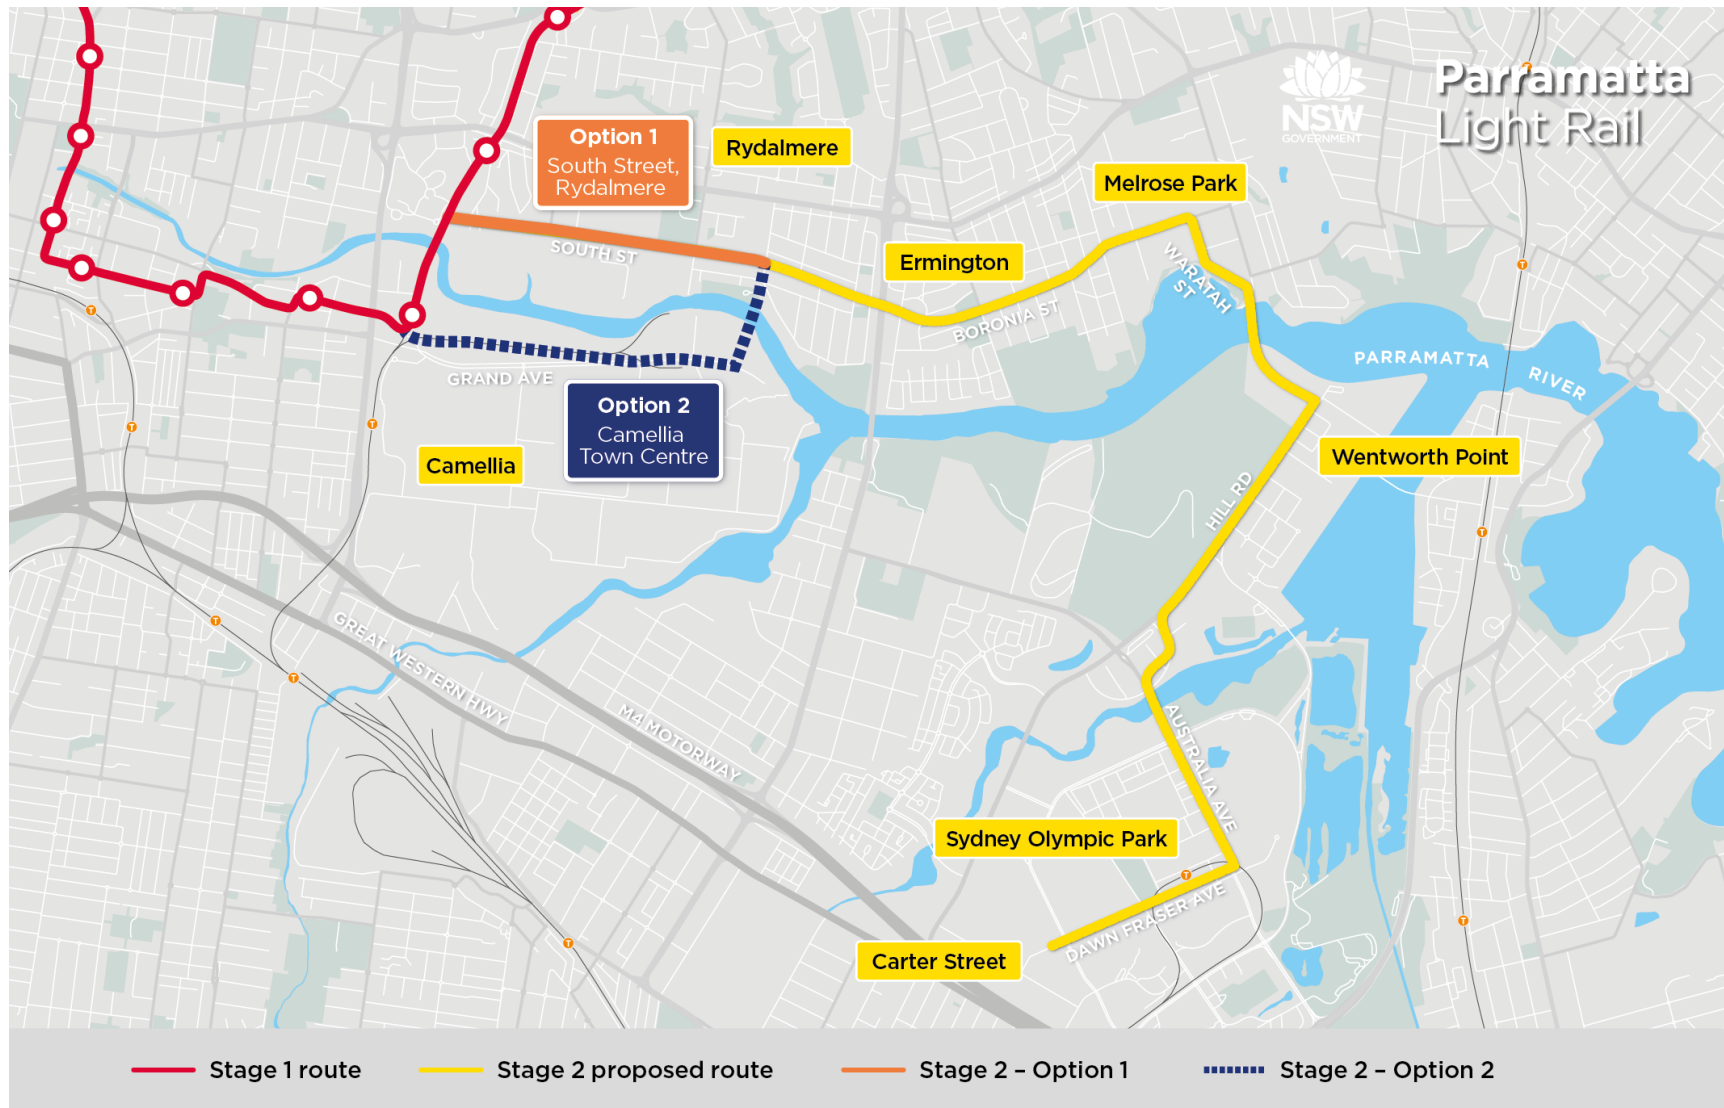 Parramatta
Light Rail
NSW
GOVERNMENT
Option 1
South Street,
Rydalmere
Rydalmere
Melrose Park
SOUTH ST
Ermington
WARATAH
ST
BORONIA ST
PARRAMATTA
RIVER
GRAND AVE
Option 2
Camellia
Town Centre
Camellia
Wentworth Point
HILL RD
GREAT WESTERN HWY
M4 MOTORWAY
AUSTRALIA AVE
Sydney Olympic Park
DAWN FRASER AVE
Carter Street
T
T
T
T
T
T
T
T
T
T
T
Stage 1 route
Stage 2 proposed route
Stage 2 – Option 1
Stage 2 – Option 2